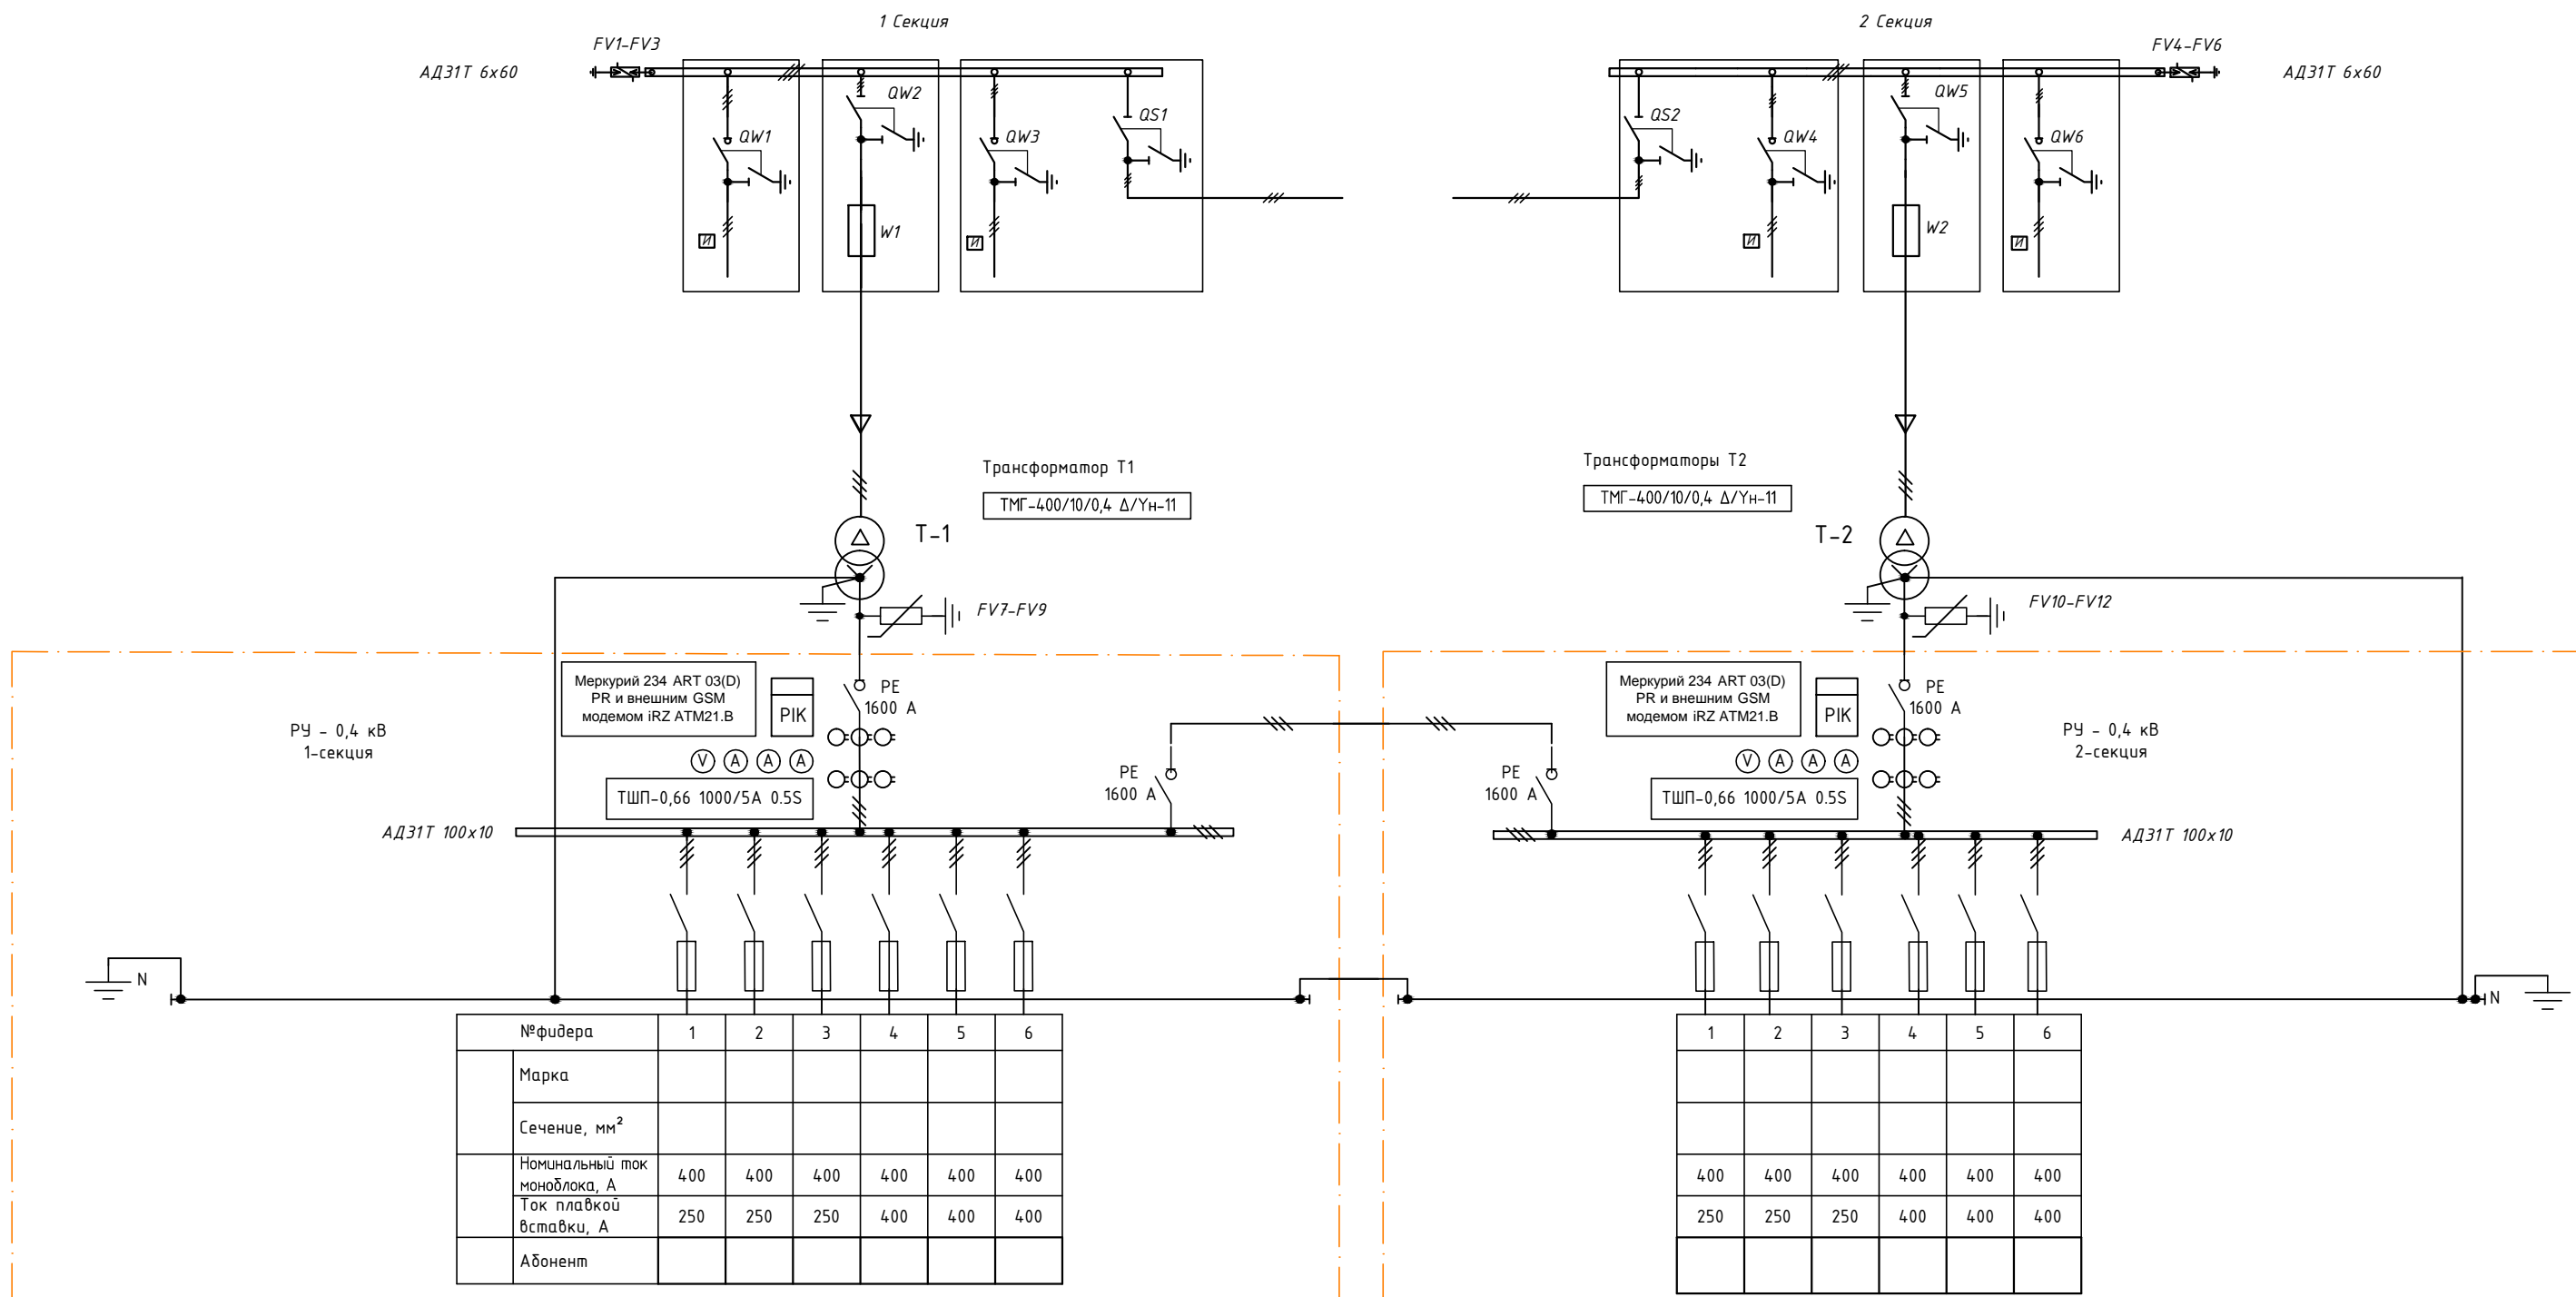 1 Секция
2 Секция
FV1-FV3
FV4-FV6
АД31Т 6х60
АД31Т 6х60
QW1
QW2
QW3
QS1
QS2
QW4
QW5
QW6
И
W1
И
И
W2
И
Трансформатор Т1
ТМГ-400/10/0,4 Δ/Yн-11
Трансформаторы Т2
ТМГ-400/10/0,4 Δ/Yн-11
Т-1
Т-2
FV7-FV9
FV10-FV12
РУ - 0,4 кВ
1-секция
Меркурий 234 ART 03(D)
PR и внешним GSM
модемом iRZ ATM21.B
PIK
PE
1600 А
V A A A
ТШП-0,66 1000/5А 0.5S
PE
1600 А
АД31Т 100х10
PE
1600 А
Меркурий 234 ART 03(D)
PR и внешним GSM
модемом iRZ ATM21.B
PIK
PE
1600 А
V A A A
ТШП-0,66 1000/5А 0.5S
РУ - 0,4 кВ
2-секция
АД31Т 100х10
N
N
№фидера 1 2 3 4 5 6
Марка
Сечение, мм²
Номинальный ток
моноблока, А 400 400 400 400 400 400
Ток плавкой
вставки, А 250 250 250 400 400 400
Абонент
1 2 3 4 5 6
400 400 400 400 400 400
250 250 250 400 400 400